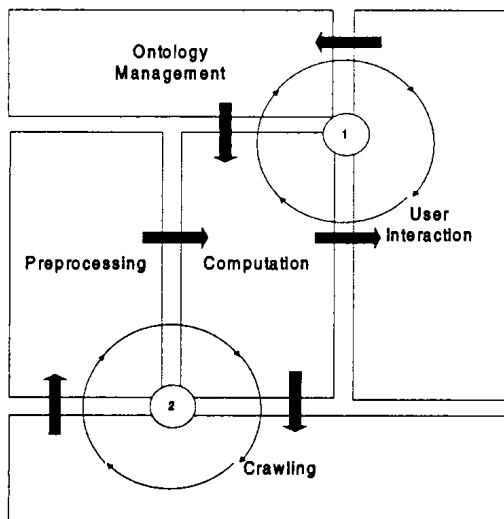 Ontology
Management
1
User
Interaction
Preprocessing
Computation
2
Crawling